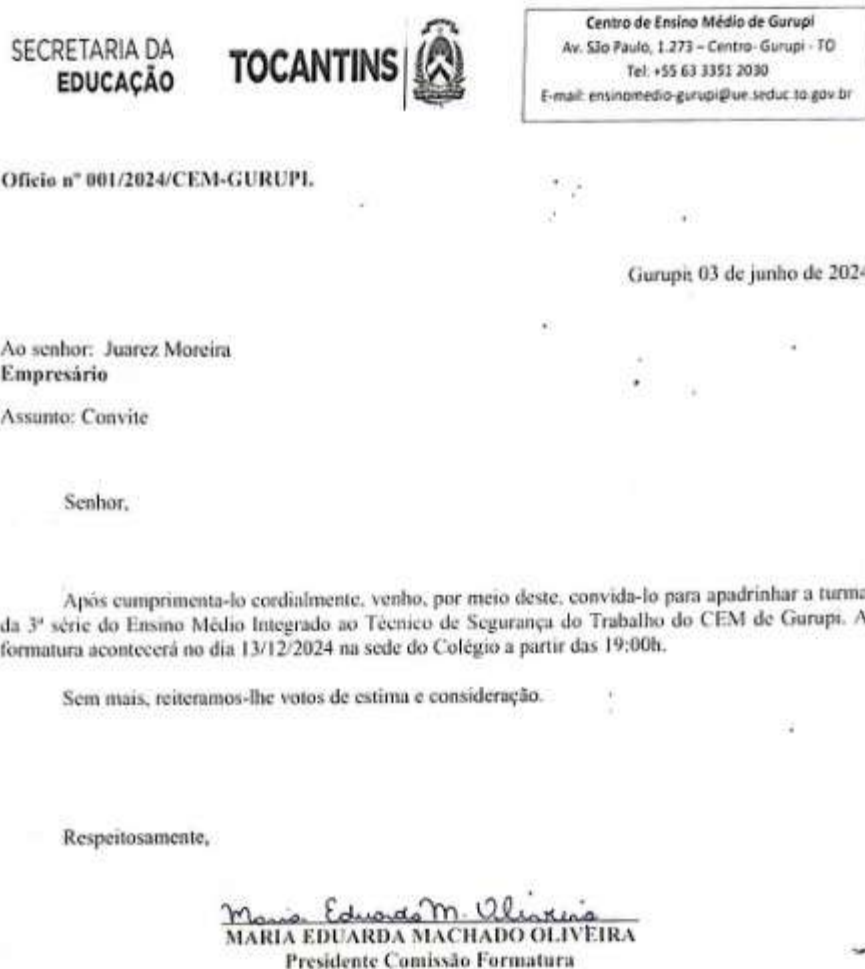 SECRETARIA DA
EDUCAÇÃO
TOCANTINS
Centro de Ensino Médio de Gurupi
Av. São Paulo, 1.273 – Centro- Gurupi - TO
Tel: +55 63 3351 2030
E-mail: ensinomedio-gurupi@ue.seduc.to.gov.br
Ofício nº 001/2024/CEM-GURUPI.
Gurupi, 03 de junho de 2024
Ao senhor: Juarez Moreira
Empresário
Assunto: Convite
Senhor,
Após cumprimenta-lo cordialmente, venho, por meio deste, convida-lo para apadrinhar a turma
da 3ª série do Ensino Médio Integrado ao Técnico de Segurança do Trabalho do CEM de Gurupi. A
formatura acontecerá no dia 13/12/2024 na sede do Colégio a partir das 19:00h.
Sem mais, reiteramos-lhe votos de estima e consideração.
Respeitosamente,
Maria Eduarda M. Oliveira
MARIA EDUARDA MACHADO OLIVEIRA
Presidente Comissão Formatura